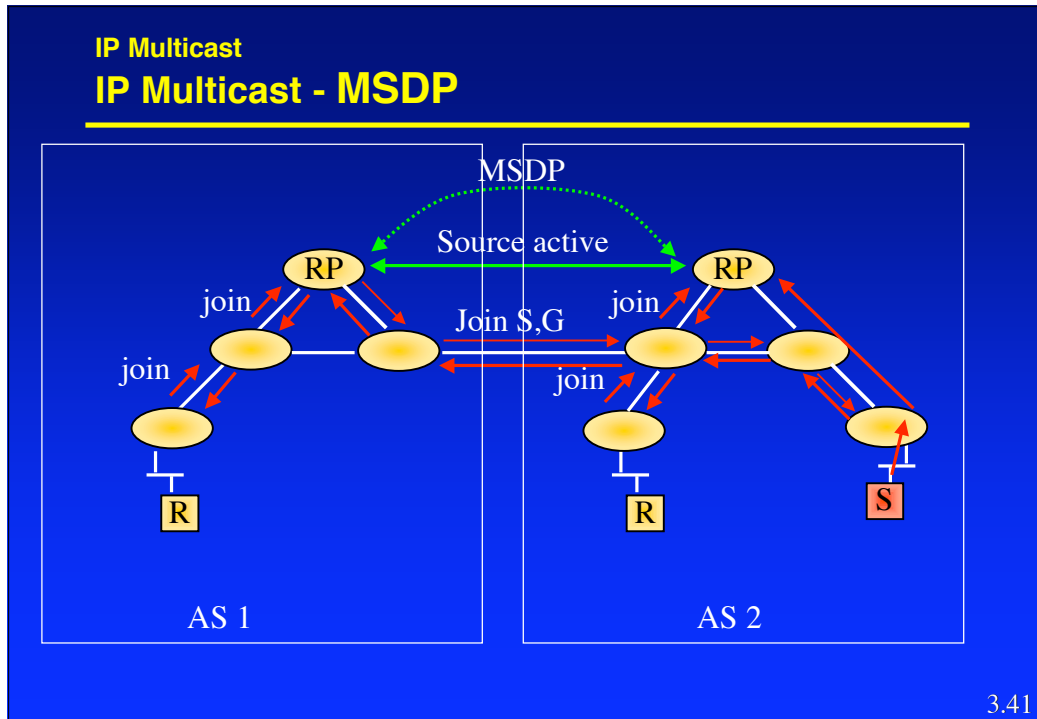 IP Multicast
IP Multicast - MSDP
MSDP
Source active
RP
RP
join
join
Join S,G
join
join
R
R
S
AS 1
AS 2
3.41